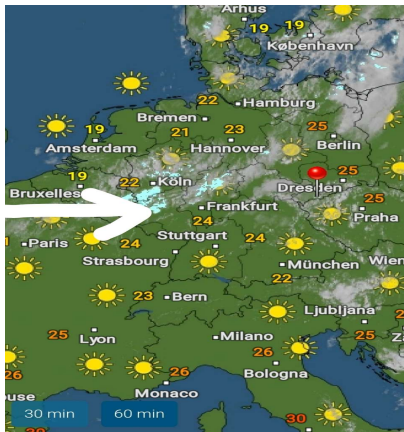 Arhus
19
19
København
22
Hamburg
Bremen
21
23
25
19
Amsterdam
Hannover
Berlin
19
22
Köln
25
Bruxelles
Dresden
25
Frankfurt
24
Praha
Paris
24
Stuttgart
24
Strasbourg
München
Wien
22
23
Bern
Ljubljana
25
Lyon
Milano
25
26
Bologna
26
26
Monaco
30 min
60 min
30